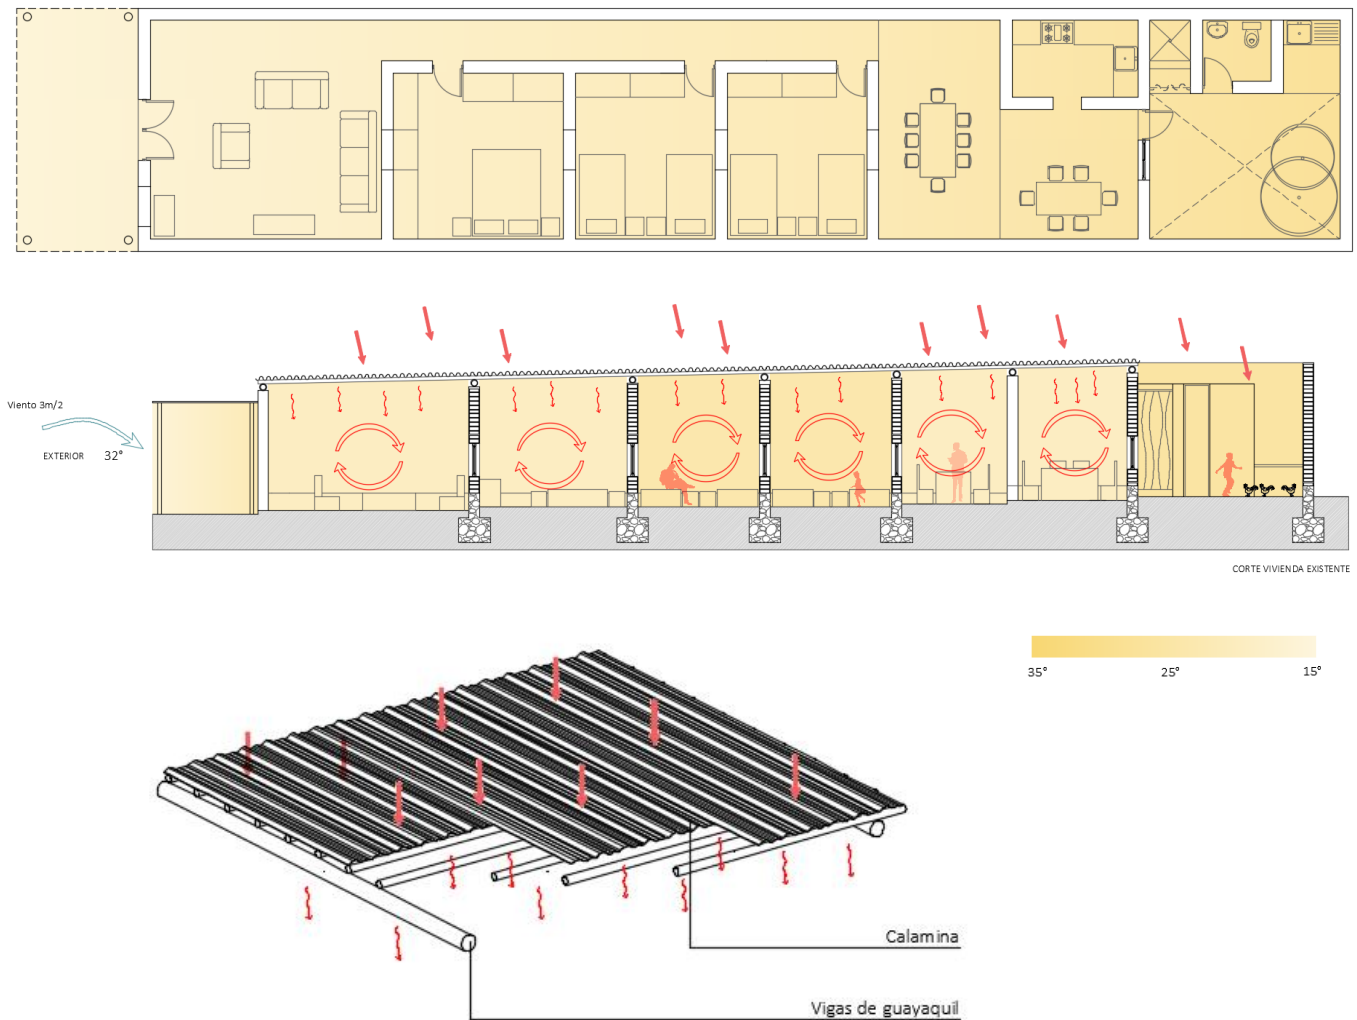 Viento 3m/2
EXTERIOR 32°
CORTE VIVIENDA EXISTENTE
35° 25° 15°
Calamina
Vigas de guayaquil